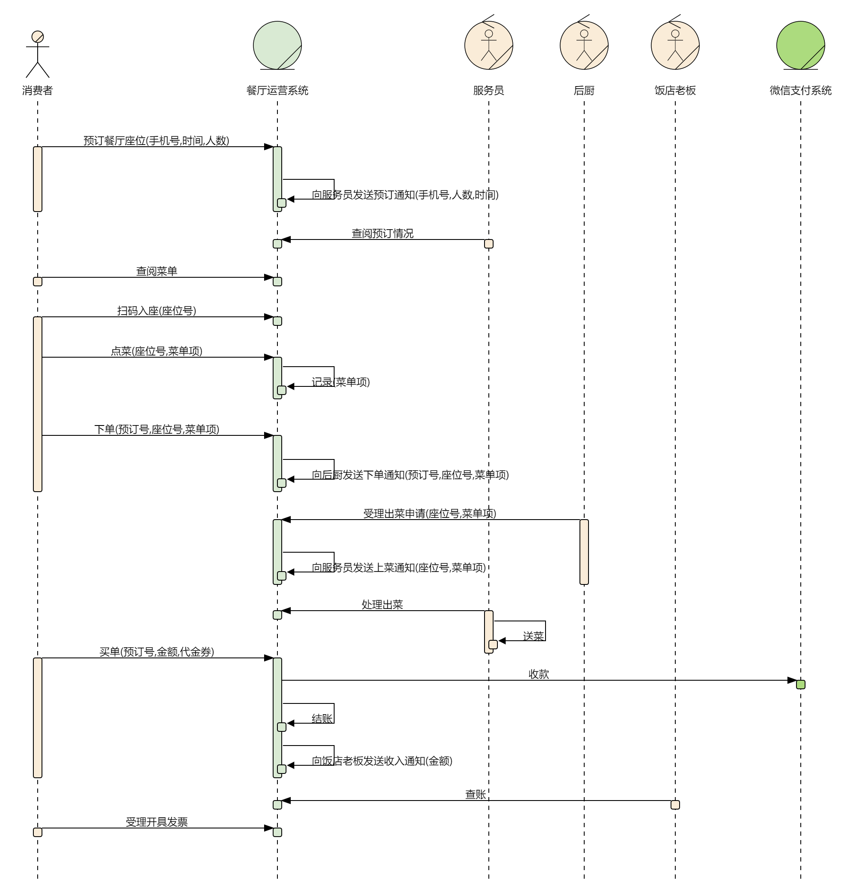 消费者
餐厅运营系统
服务员
后厨
饭店老板
微信支付系统
预订餐厅座位(手机号,时间,人数)
向服务员发送预订通知(手机号,人数,时间)
查阅预订情况
查阅菜单
扫码入座(座位号)
点菜(座位号,菜单项)
记录(菜单项)
下单(预订号,座位号,菜单项)
向后厨发送下单通知(预订号,座位号,菜单项)
受理出菜申请(座位号,菜单项)
向服务员发送上菜通知(座位号,菜单项)
处理出菜
送菜
买单(预订号,金额,代金券)
收款
结账
向饭店老板发送收入通知(金额)
查账
受理开具发票